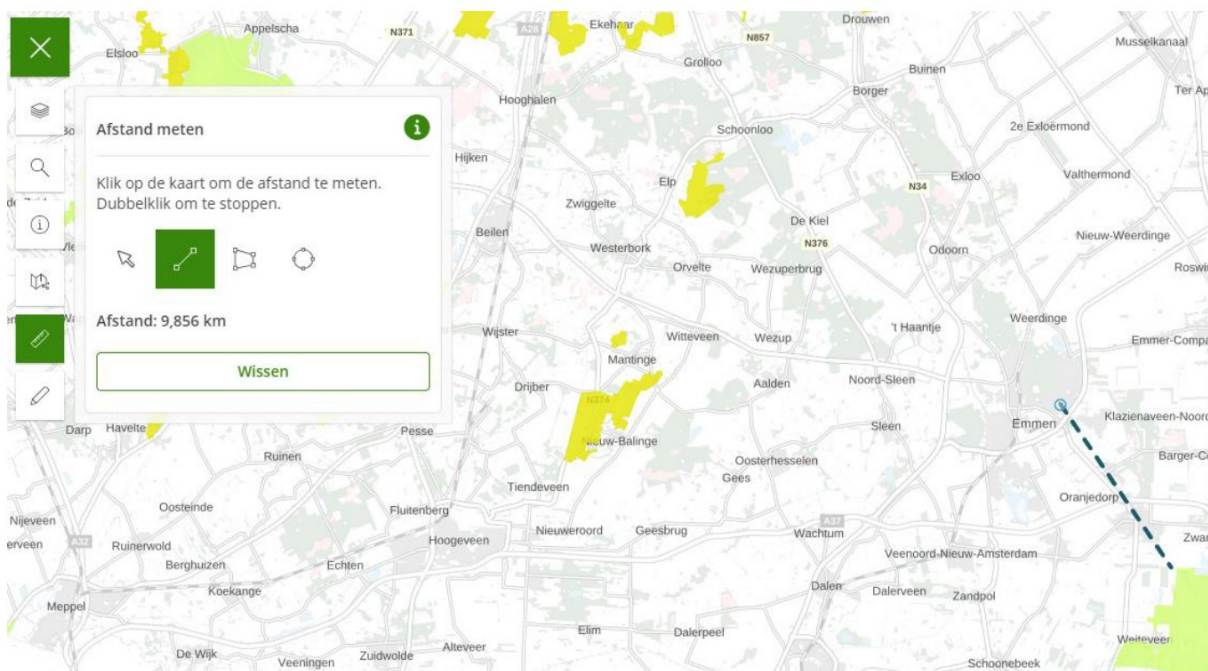 Appelscha
N371
A28
Ekehaar
Drouwen
N857
Musselkanaal
Elsloo
Grolloo
Buinen
Borger
Ter Ap
Hooghalen
Afstand meten
Schoonloo
2e Exloërmond
Hijken
Klik op de kaart om de afstand te meten.
Dubbelklik om te stoppen.
Elp
N34
Exloo
Valthermond
Zwiggelte
De Kiel
Beilen
Westerbork
N376
Odoorn
Nieuw-Weerdinge
Orvelte
Wezuperbrug
Roswi
Afstand: 9,856 km
Weerdinge
Wijster
Witteveen
Wezup
't Haantje
Emmer-Compa
Mantinge
Wissen
Drijber
Aalden
Noord-Sleen
N374
Darp
Havelte
Pesse
Nieuw-Balinge
Sleen
Emmen
Klazienaveen-Noord
Ruinen
Oosterhesselen
Barger-Co
Gees
Tiendeveen
Oranjedorp
Nijeveen
Oosteinde
Fluitenberg
Nieuweroord
Geesbrug
A37
Wachtum
erveen
A32
Ruinerwold
Hoogeveen
Zwar
Berghuizen
Echten
Veenoord-Nieuw-Amsterdam
Koekange
Dalen
Dalerveen
Zandpol
Meppel
Elim
Dalerpeel
Weiteveen
De Wijk
Alteveer
Zuidwolde
Veeningen
Schoonebeek